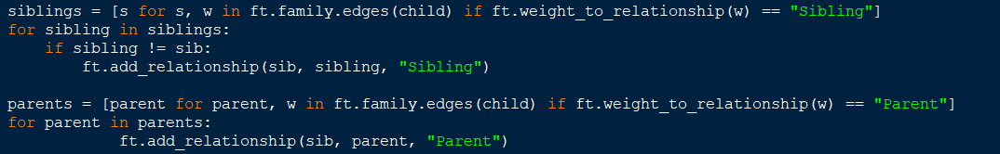 siblings = [s for s, w in ft.family.edges(child) if ft.weight_to_relationship(w) == "Sibling"]
for sibling in siblings:
    if sibling != sib:
        ft.add_relationship(sib, sibling, "Sibling")

parents = [parent for parent, w in ft.family.edges(child) if ft.weight_to_relationship(w) == "Parent"]
for parent in parents:
            ft.add_relationship(sib, parent, "Parent")